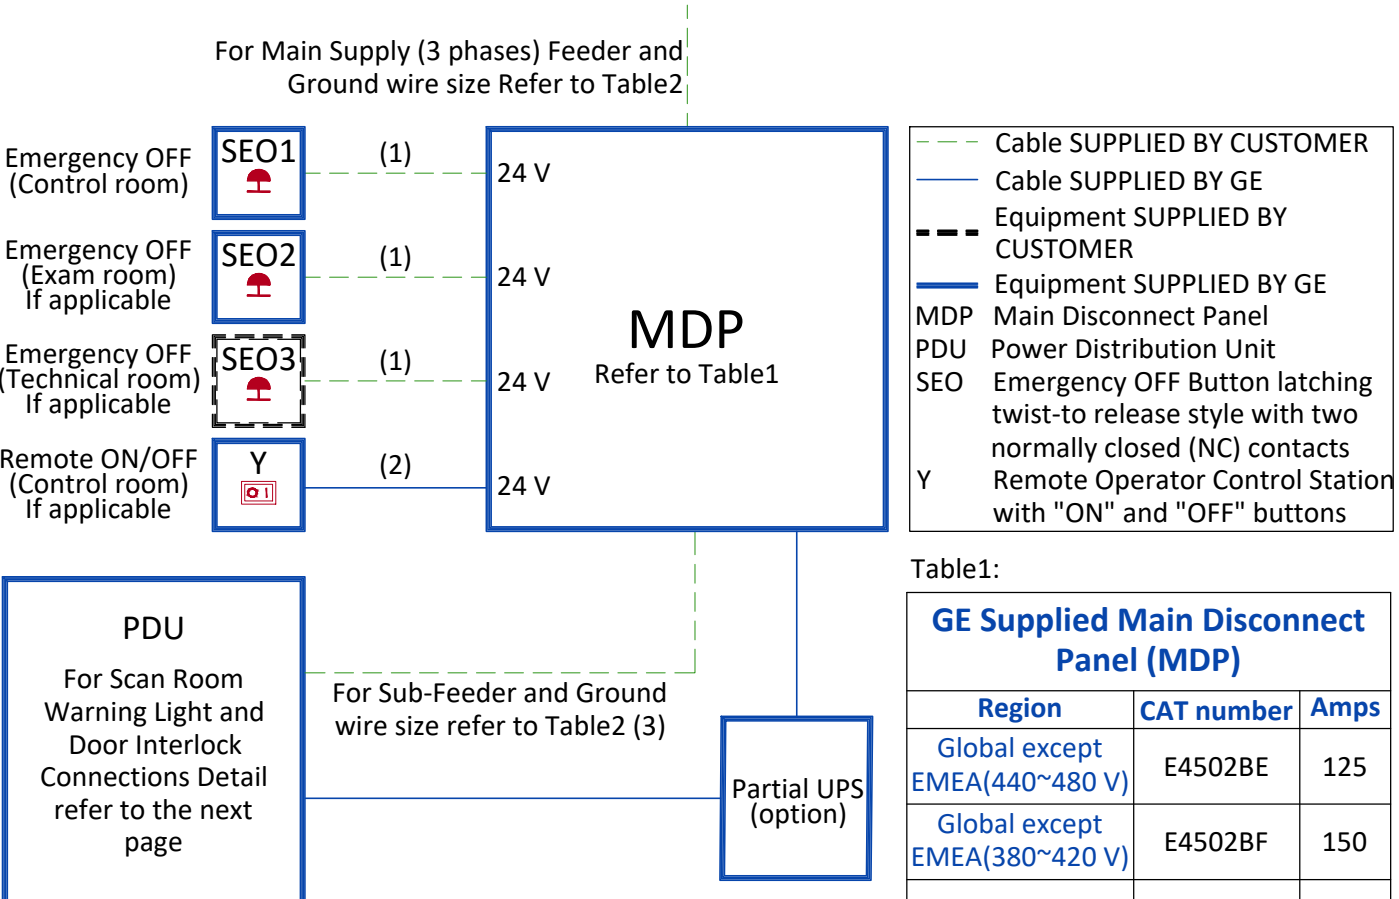 For Main Supply (3 phases) Feeder and
Ground wire size Refer to Table2
Emergency OFF
(Control room)
SEO1
(1)
24 V
Emergency OFF
(Exam room)
If applicable
SEO2
(1)
24 V
Emergency OFF
(Technical room)
If applicable
SEO3
(1)
24 V
Remote ON/OFF
(Control room)
If applicable
Y
(2)
24 V
MDP
Refer to Table1
Cable SUPPLIED BY CUSTOMER
Cable SUPPLIED BY GE
Equipment SUPPLIED BY
CUSTOMER
Equipment SUPPLIED BY GE
MDP Main Disconnect Panel
PDU Power Distribution Unit
SEO Emergency OFF Button latching
twist-to release style with two
normally closed (NC) contacts
Y Remote Operator Control Station
with "ON" and "OFF" buttons
PDU
For Scan Room
Warning Light and
Door Interlock
Connections Detail
refer to the next
page
For Sub-Feeder and Ground
wire size refer to Table2 (3)
Partial UPS
(option)
Table1:
GE Supplied Main Disconnect
Panel (MDP)
Region CAT number Amps
Global except
EMEA(440~480 V) E4502BE 125
Global except
EMEA(380~420 V) E4502BF 150